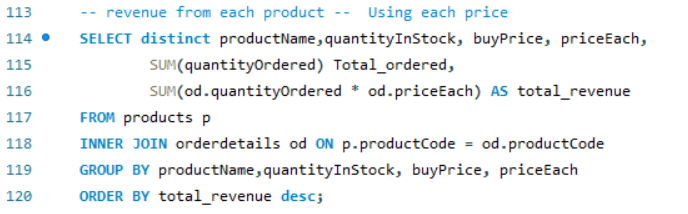 113 -- revenue from each product --  Using each price
114 SELECT distinct productName,quantityInStock, buyPrice, priceEach,
115 SUM(quantityOrdered) Total_ordered,
116 SUM(od.quantityOrdered * od.priceEach) AS total_revenue
117 FROM products p
118 INNER JOIN orderdetails od ON p.productCode = od.productCode
119 GROUP BY productName,quantityInStock, buyPrice, priceEach
120 ORDER BY total_revenue desc;